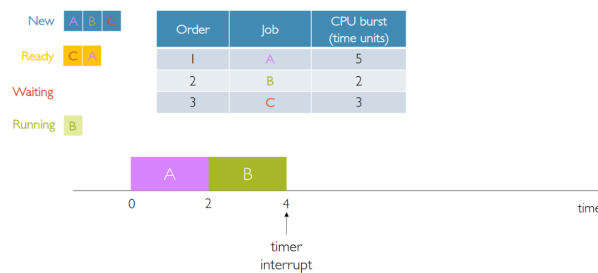 New A B C
Ready C A
Waiting
Running B
Order Job CPU burst (time units)
1 A 5
2 B 2
3 C 3
A B
0 2 4 time
timer
interrupt